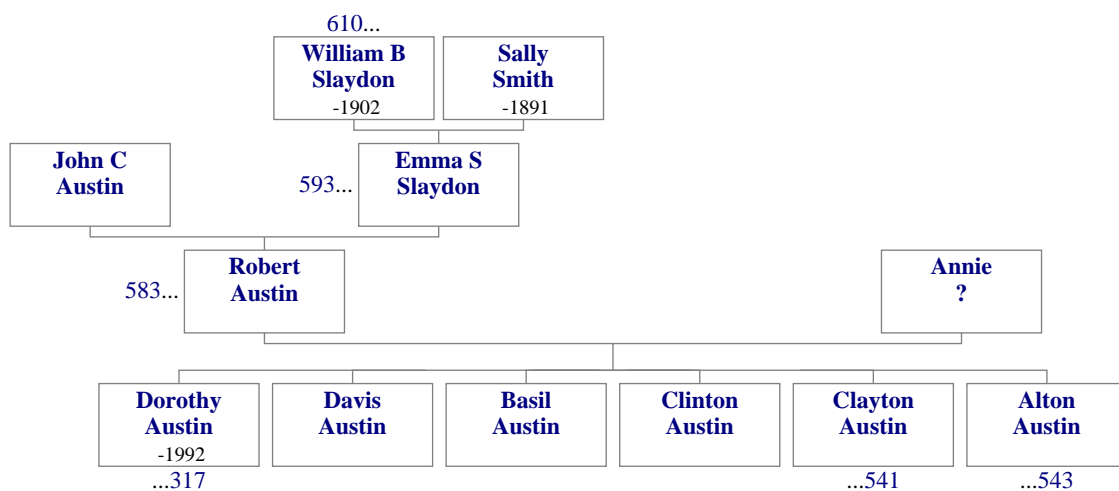 610...
William B
Slaydon
-1902
Sally
Smith
-1891
John C
Austin
593...
Emma S
Slaydon
583...
Robert
Austin
Annie
?
Dorothy
Austin
-1992
...317
Davis
Austin
Basil
Austin
Clinton
Austin
Clayton
Austin
...541
Alton
Austin
...543